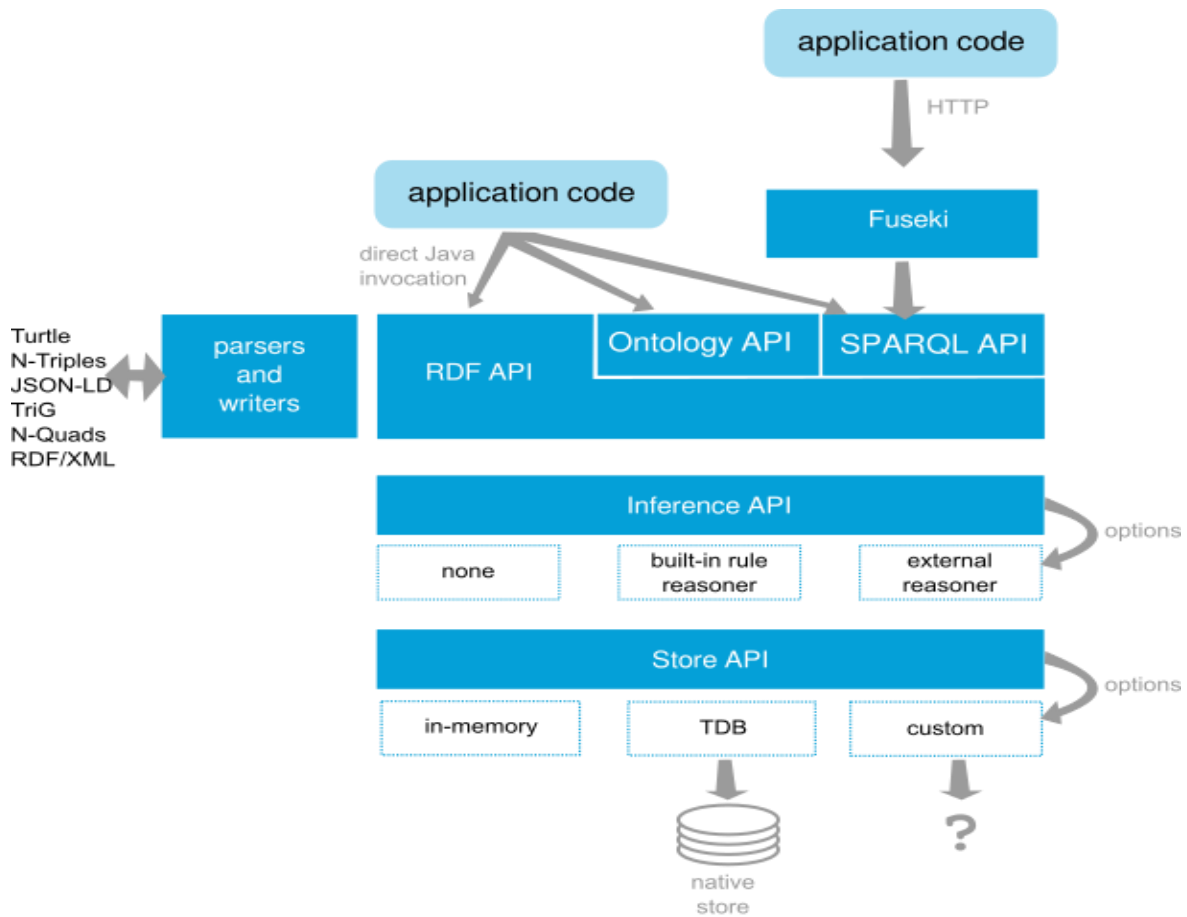 application code
HTTP
application code
Fuseki
direct Java
invocation
Turtle
N-Triples
JSON-LD
TriG
N-Quads
RDF/XML
parsers
and
writers
RDF API
Ontology API
SPARQL API
Inference API
options
none
built-in rule
reasoner
external
reasoner
Store API
options
in-memory
TDB
custom
?
native
store